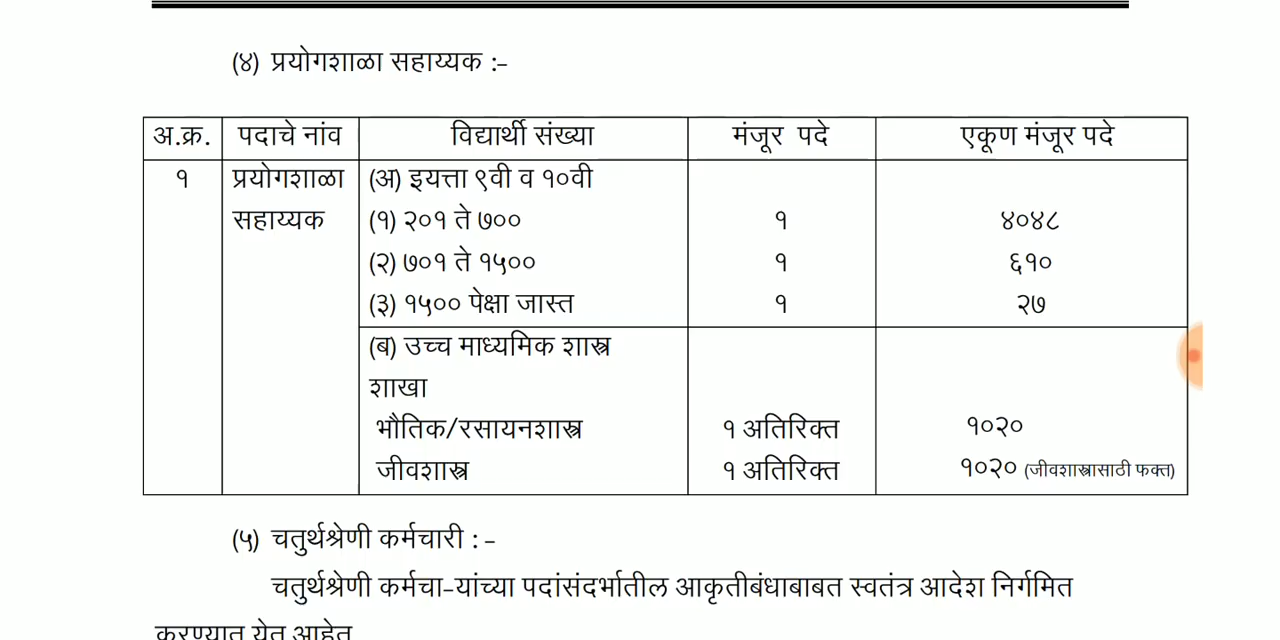 (४) प्रयोगशाळा सहाय्यक :-
अ.क्र. पदाचे नांव विद्यार्थी संख्या मंजूर पदे एकूण मंजूर पदे
१ प्रयोगशाळा (अ) इयत्ता ९वी व १०वी
सहाय्यक (१) २०१ ते ७०० १ ४०४८
(२) ७०१ ते १५०० १ ६१०
(३) १५०० पेक्षा जास्त १ २७
(ब) उच्च माध्यमिक शास्त्र
शाखा
भौतिक/रसायनशास्त्र १ अतिरिक्त १०२०
जीवशास्त्र १ अतिरिक्त १०२० (जीवशास्त्रासाठी फक्त)
(५) चतुर्थश्रेणी कर्मचारी : -
चतुर्थश्रेणी कर्मचा-यांच्या पदांसंदर्भातील आकृतीबंधाबाबत स्वतंत्र आदेश निर्गमित
करण्यात येत आहेत